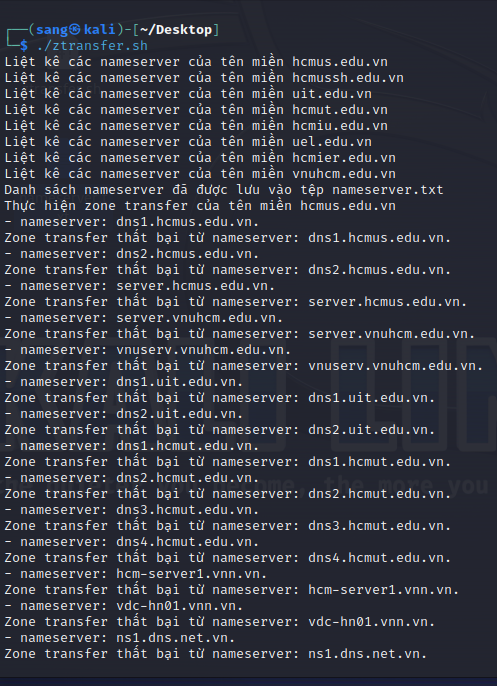 ┌──(sang㉿kali)-[~/Desktop]
└─$ ./ztransfer.sh
Liệt kê các nameserver của tên miền hcmus.edu.vn
Liệt kê các nameserver của tên miền hcmussh.edu.vn
Liệt kê các nameserver của tên miền uit.edu.vn
Liệt kê các nameserver của tên miền hcmut.edu.vn
Liệt kê các nameserver của tên miền hcmiu.edu.vn
Liệt kê các nameserver của tên miền uel.edu.vn
Liệt kê các nameserver của tên miền hcmier.edu.vn
Liệt kê các nameserver của tên miền vnuhcm.edu.vn
Danh sách nameserver đã được lưu vào tệp nameserver.txt
Thực hiện zone transfer của tên miền hcmus.edu.vn
- nameserver: dns1.hcmus.edu.vn.
Zone transfer thất bại từ nameserver: dns1.hcmus.edu.vn.
- nameserver: dns2.hcmus.edu.vn.
Zone transfer thất bại từ nameserver: dns2.hcmus.edu.vn.
- nameserver: server.hcmus.edu.vn.
Zone transfer thất bại từ nameserver: server.hcmus.edu.vn.
- nameserver: server.vnuhcm.edu.vn.
Zone transfer thất bại từ nameserver: server.vnuhcm.edu.vn.
- nameserver: vnuserv.vnuhcm.edu.vn.
Zone transfer thất bại từ nameserver: vnuserv.vnuhcm.edu.vn.
- nameserver: dns1.uit.edu.vn.
Zone transfer thất bại từ nameserver: dns1.uit.edu.vn.
- nameserver: dns2.uit.edu.vn.
Zone transfer thất bại từ nameserver: dns2.uit.edu.vn.
- nameserver: dns1.hcmut.edu.vn.
Zone transfer thất bại từ nameserver: dns1.hcmut.edu.vn.
- nameserver: dns2.hcmut.edu.vn.
Zone transfer thất bại từ nameserver: dns2.hcmut.edu.vn.
- nameserver: dns3.hcmut.edu.vn.
Zone transfer thất bại từ nameserver: dns3.hcmut.edu.vn.
- nameserver: dns4.hcmut.edu.vn.
Zone transfer thất bại từ nameserver: dns4.hcmut.edu.vn.
- nameserver: hcm-server1.vnn.vn.
Zone transfer thất bại từ nameserver: hcm-server1.vnn.vn.
- nameserver: vdc-hn01.vnn.vn.
Zone transfer thất bại từ nameserver: vdc-hn01.vnn.vn.
- nameserver: ns1.dns.net.vn.
Zone transfer thất bại từ nameserver: ns1.dns.net.vn.